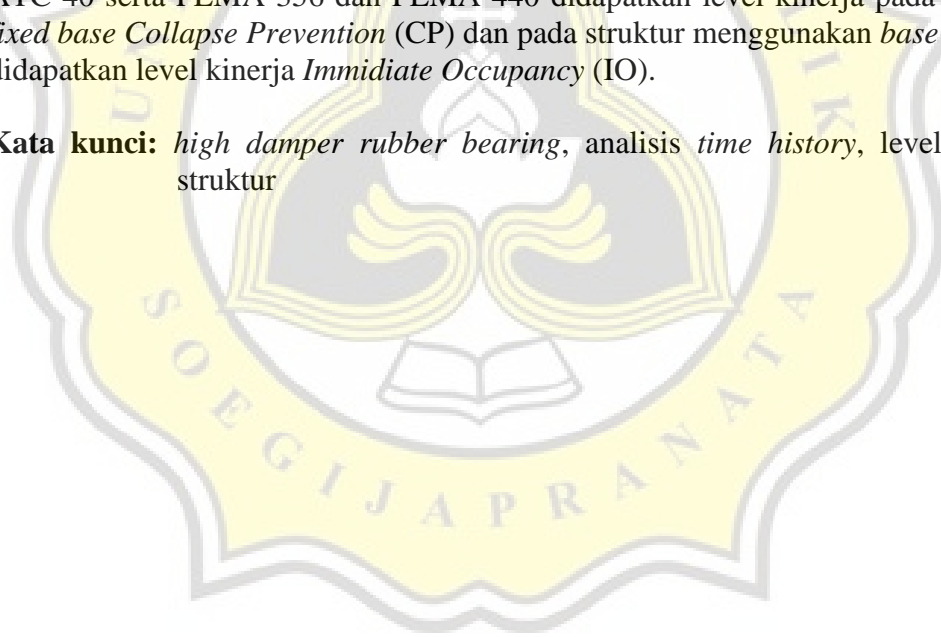 ATC-40 serta FEMA 356 dan FEMA 440 didapatkan level kinerja pada
fixed base Collapse Prevention (CP) dan pada struktur menggunakan base
didapatkan level kinerja Immidiate Occupancy (IO).
Kata kunci: high damper rubber bearing, analisis time history, level
struktur
SOEGIJAPRANATA